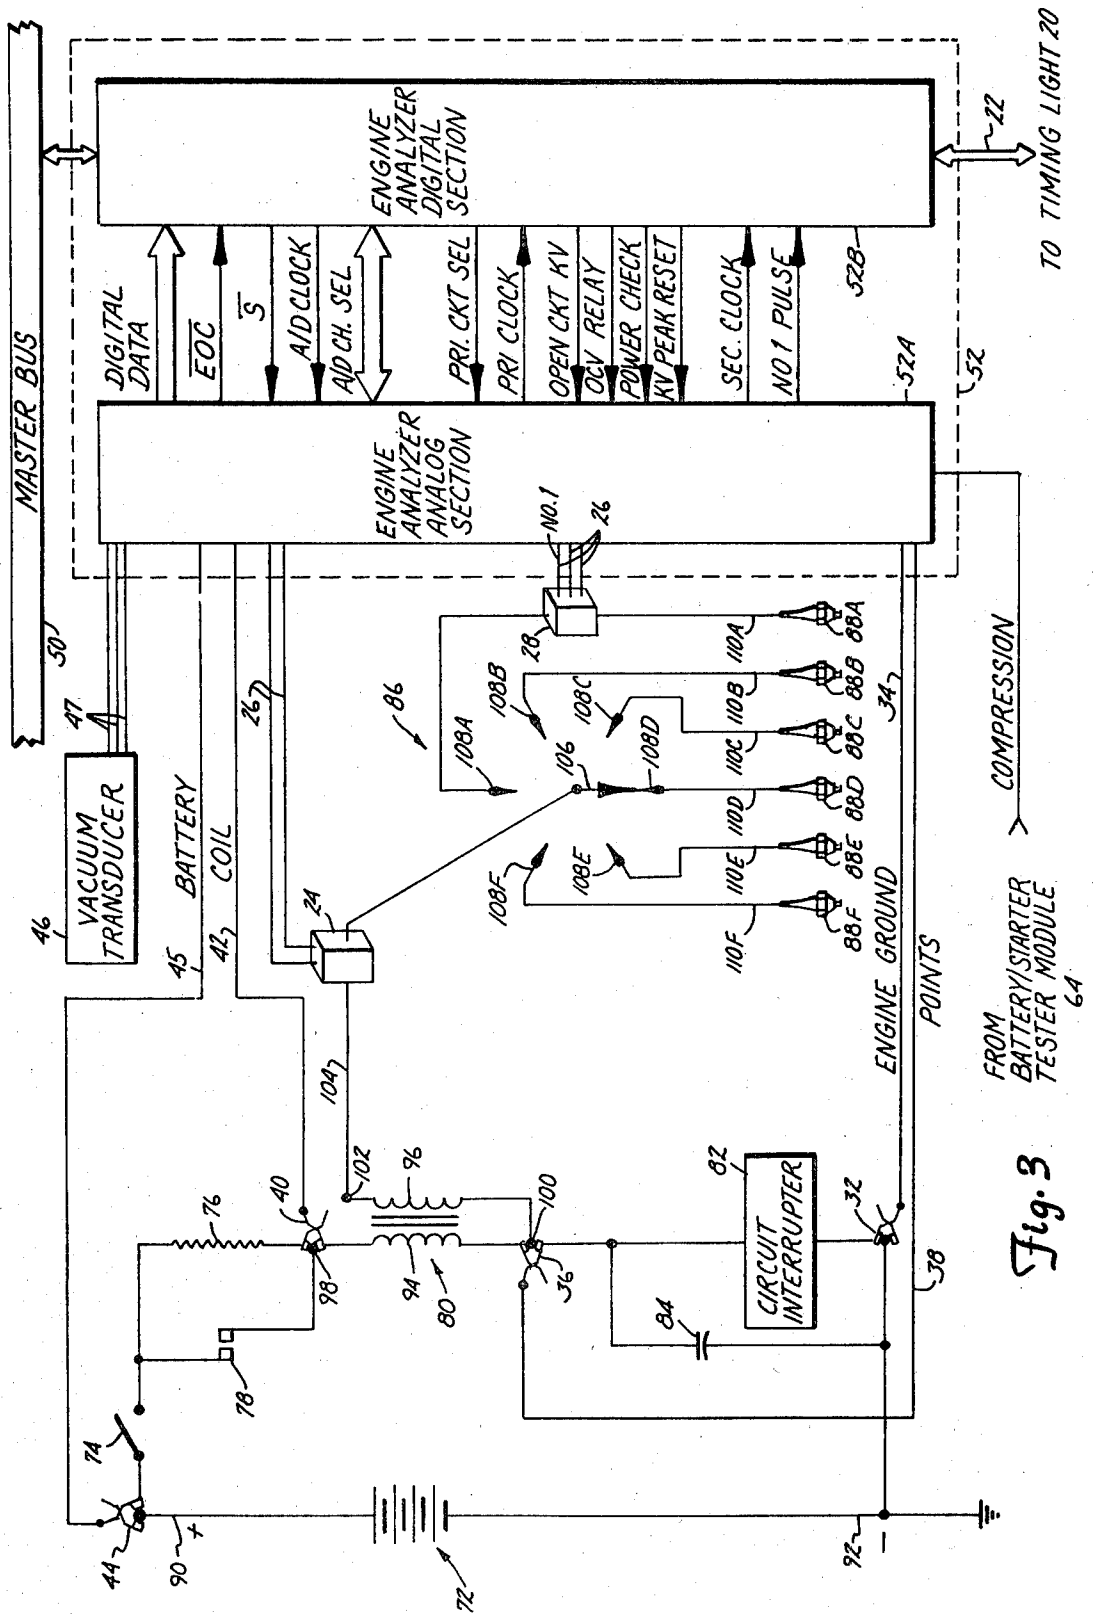 MASTER BUS
50
46
VACUUM
TRANSDUCER
47
45
BATTERY
42
COIL
26
24
104
ENGINE
ANALYZER
ANALOG
SECTION
ENGINE
ANALYZER
DIGITAL
SECTION
DIGITAL
DATA
EOC
S
A/D CLOCK
A/D CH. SEL
PRI. CKT SEL
PRI CLOCK
OPEN CKT KV
OCV RELAY
POWER CHECK
KV PEAK RESET
SEC. CLOCK
NO 1 PULSE
52A
52B
52
22
TO TIMING LIGHT 20
NO.1
26
28
86
108A
108B
108C
108D
108E
108F
106
110A
110B
110C
110D
110E
110F
88A
88B
88C
88D
88E
88F
34
ENGINE GROUND
POINTS
COMPRESSION
FROM
BATTERY/STARTER
TESTER MODULE
64
44
74
76
78
40
98
102
96
94
80
100
36
82
CIRCUIT
INTERRUPTER
84
32
38
90
+
72
92
−
Fig. 3